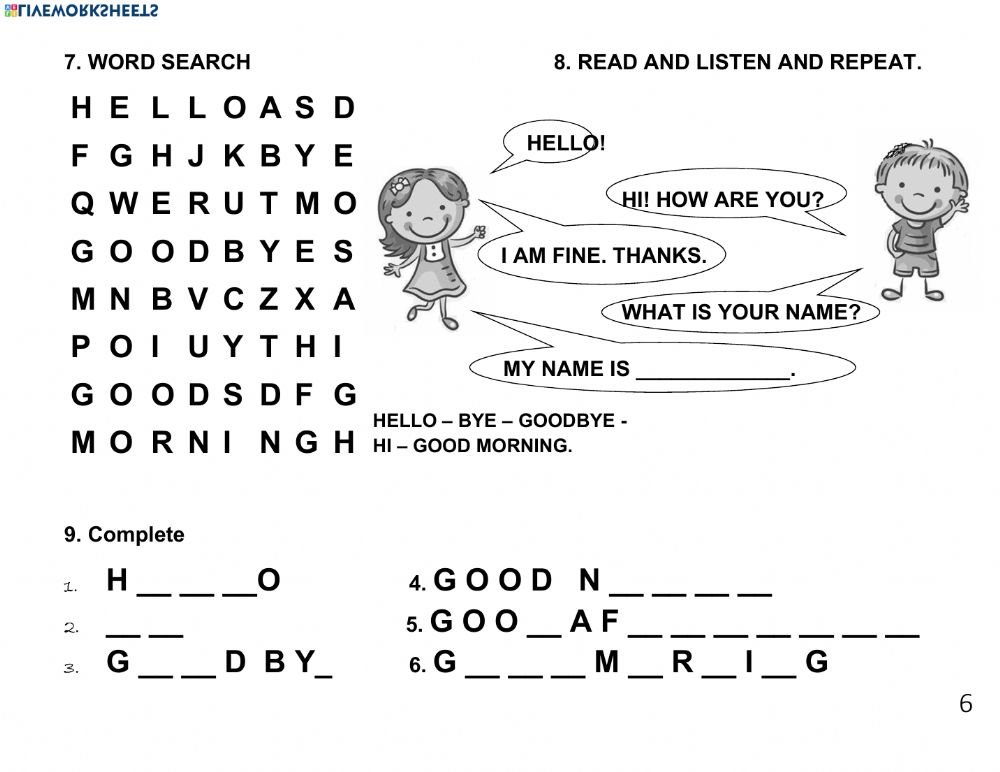 LIVEWORKSHEETS
7. WORD SEARCH
8. READ AND LISTEN AND REPEAT.
H E L L O A S D
F G H J K B Y E
Q W E R U T M O
G O O D B Y E S
M N B V C Z X A
P O I U Y T H I
G O O D S D F G
M O R N I N G H
HELLO!
HI! HOW ARE YOU?
I AM FINE. THANKS.
WHAT IS YOUR NAME?
MY NAME IS _____________.
HELLO – BYE – GOODBYE -
HI – GOOD MORNING.
9. Complete
1. H __ __ __O
2. __ __
3. G __ __ D B Y_
4. G O O D N __ __ __ __
5. G O O __ A F __ __ __ __ __ __ __
6. G __ __ __ M __ R __ I __ G
6